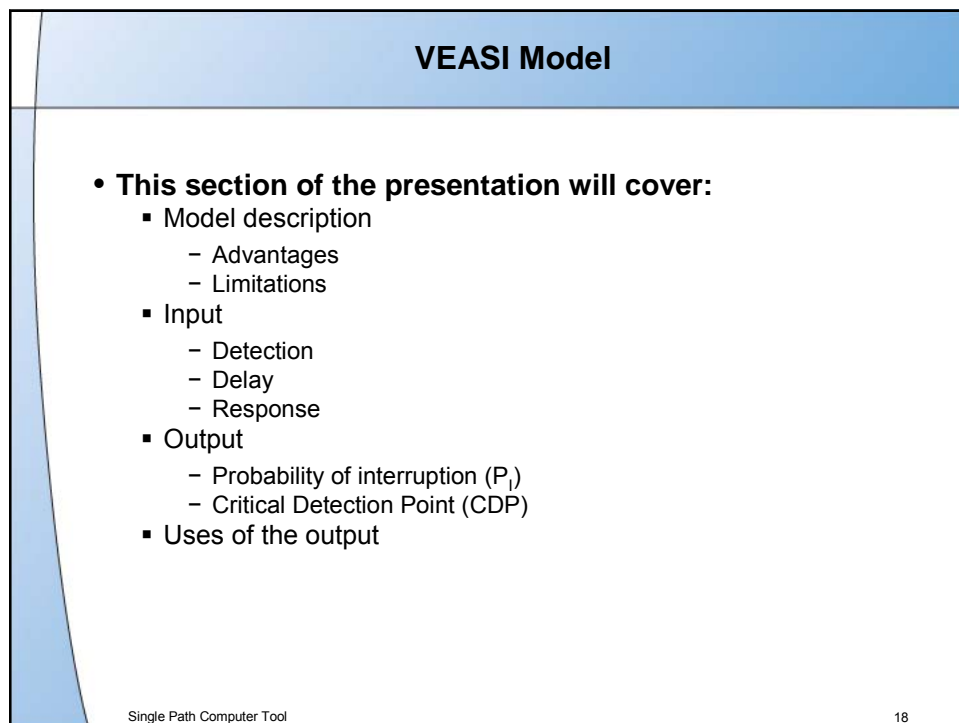 VEASI Model
• This section of the presentation will cover:
▪ Model description
− Advantages
− Limitations
▪ Input
− Detection
− Delay
− Response
▪ Output
− Probability of interruption (P_I)
− Critical Detection Point (CDP)
▪ Uses of the output
Single Path Computer Tool
18